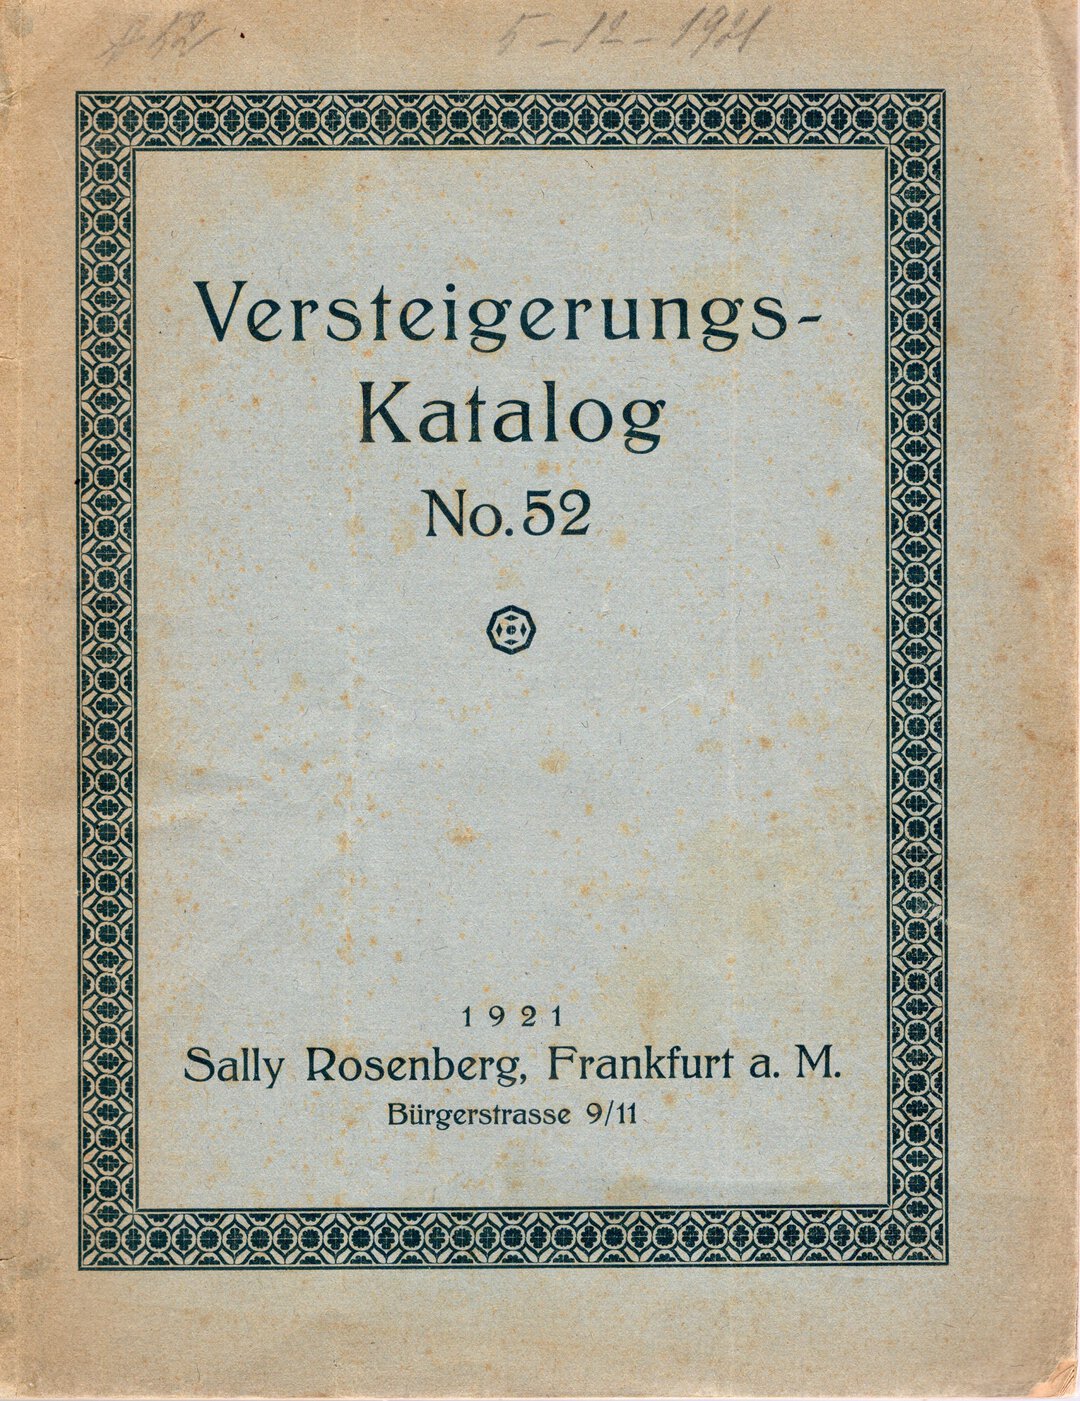 5-12-1921
Versteigerungs-
Katalog
No. 52
1921
Sally Rosenberg, Frankfurt a. M.
Bürgerstrasse 9/11